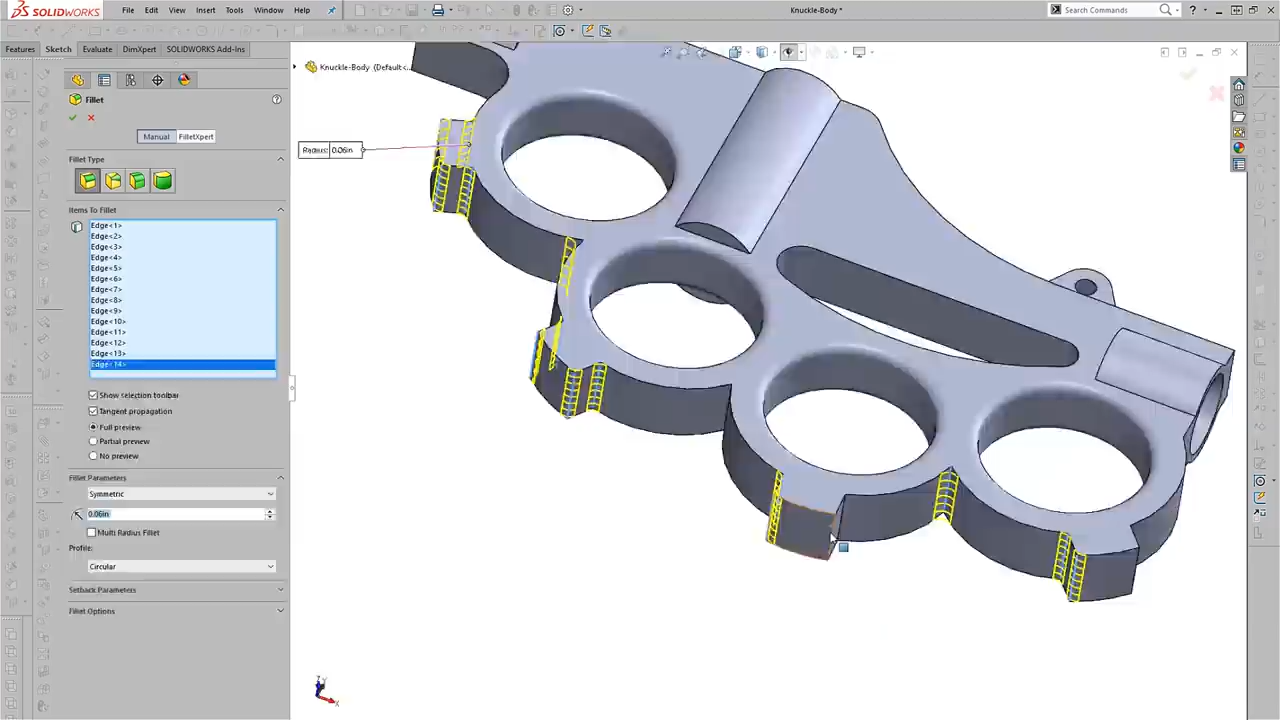 SOLIDWORKS File Edit View Insert Tools Window Help Knuckle-Body * Search Commands
Features Sketch Evaluate DimXpert SOLIDWORKS Add-Ins
Knuckle-Body (Default<...
Fillet
Manual FilletXpert
Radius: 0.06in
Fillet Type
Items To Fillet
Edge<1>
Edge<2>
Edge<3>
Edge<4>
Edge<5>
Edge<6>
Edge<7>
Edge<8>
Edge<9>
Edge<10>
Edge<11>
Edge<12>
Edge<13>
Edge<14>
Show selection toolbar
Tangent propagation
Full preview
Partial preview
No preview
Fillet Parameters
Symmetric
0.06in
Multi Radius Fillet
Profile:
Circular
Setback Parameters
Fillet Options
Z
X